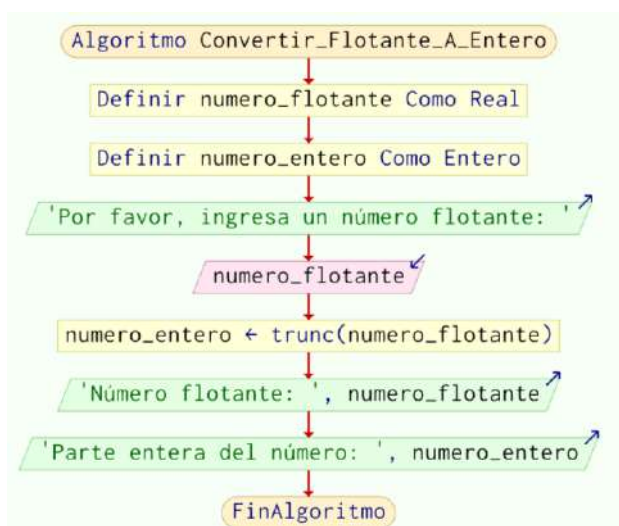 Algoritmo Convertir_Flotante_A_Entero
Definir numero_flotante Como Real
Definir numero_entero Como Entero
'Por favor, ingresa un número flotante: '
numero_flotante
numero_entero ← trunc(numero_flotante)
'Número flotante: ', numero_flotante
'Parte entera del número: ', numero_entero
FinAlgoritmo